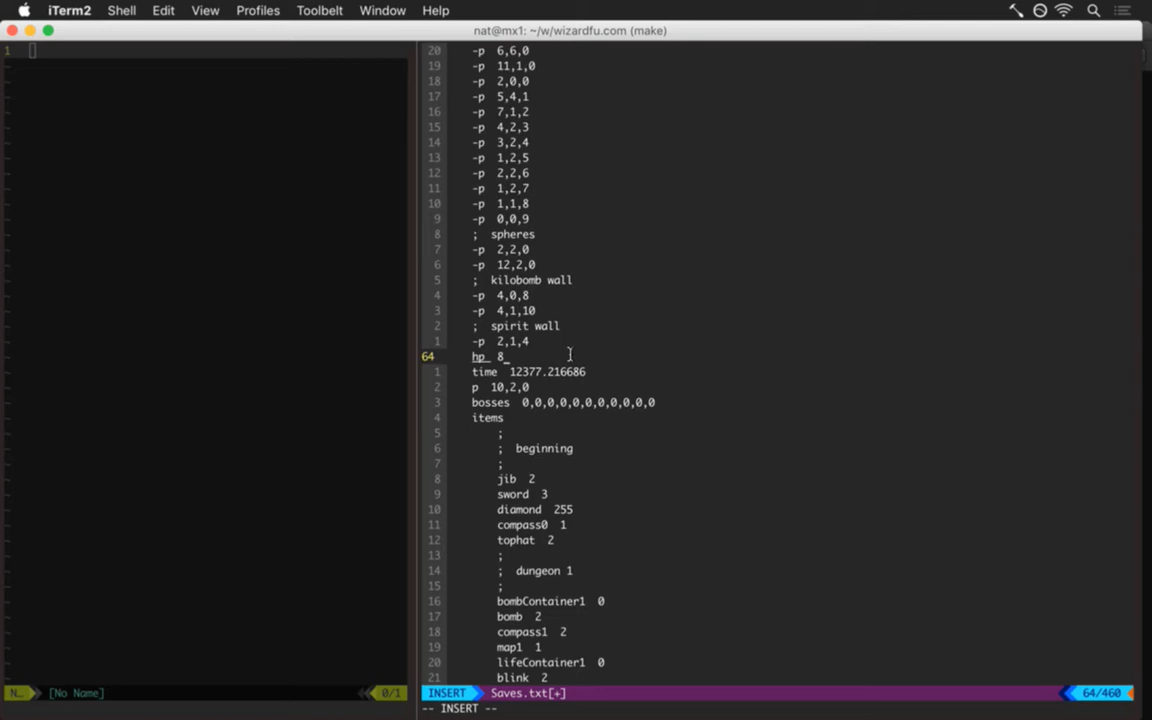 iTerm2 Shell Edit View Profiles Toolbelt Window Help
nat@mx1: ~/w/wizardfu.com (make)
1
20 -p 6,6,0
19 -p 11,1,0
18 -p 2,0,0
17 -p 5,4,1
16 -p 7,1,2
15 -p 4,2,3
14 -p 3,2,4
13 -p 1,2,5
12 -p 2,2,6
11 -p 1,2,7
10 -p 1,1,8
9 -p 0,0,9
8 ; spheres
7 -p 2,2,0
6 -p 12,2,0
5 ; kilobomb wall
4 -p 4,0,8
3 -p 4,1,10
2 ; spirit wall
1 -p 2,1,4
64 hp 8
1 time 12377.216686
2 p 10,2,0
3 bosses 0,0,0,0,0,0,0,0,0,0,0
4 items
5 ;
6 ; beginning
7 ;
8 jib 2
9 sword 3
10 diamond 255
11 compass0 1
12 tophat 2
13 ;
14 ; dungeon 1
15 ;
16 bombContainer1 0
17 bomb 2
18 compass1 2
19 map1 1
20 lifeContainer1 0
21 blink 2
N… [No Name] 0/1
INSERT Saves.txt[+] 64/460
-- INSERT --